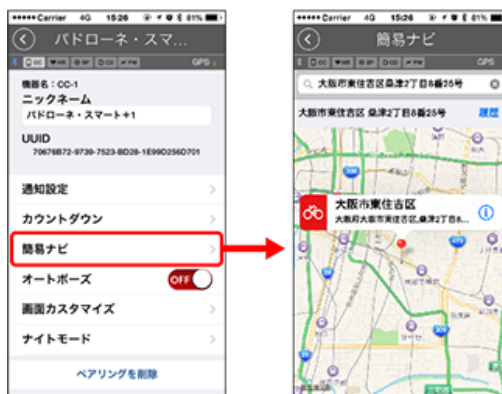 ●●●●● Carrier 4G 15:26 81%
パドローネ・スマ...
GPS
機器名：CC-1
ニックネーム
パドローネ・スマート+1
UUID
70676B72-9739-7523-BD28-1E99D256D701
通知設定
カウントダウン
簡易ナビ
オートポーズ OFF
画面カスタマイズ
ナイトモード
ペアリングを削除
●●●●● Carrier 4G 15:26 81%
簡易ナビ
GPS
大阪市東住吉区桑津2丁目8番25号
大阪市東住吉区 桑津2丁目8番25号 履歴
大阪市東住吉区
大阪府大阪市東住吉区,桑津2丁目8...